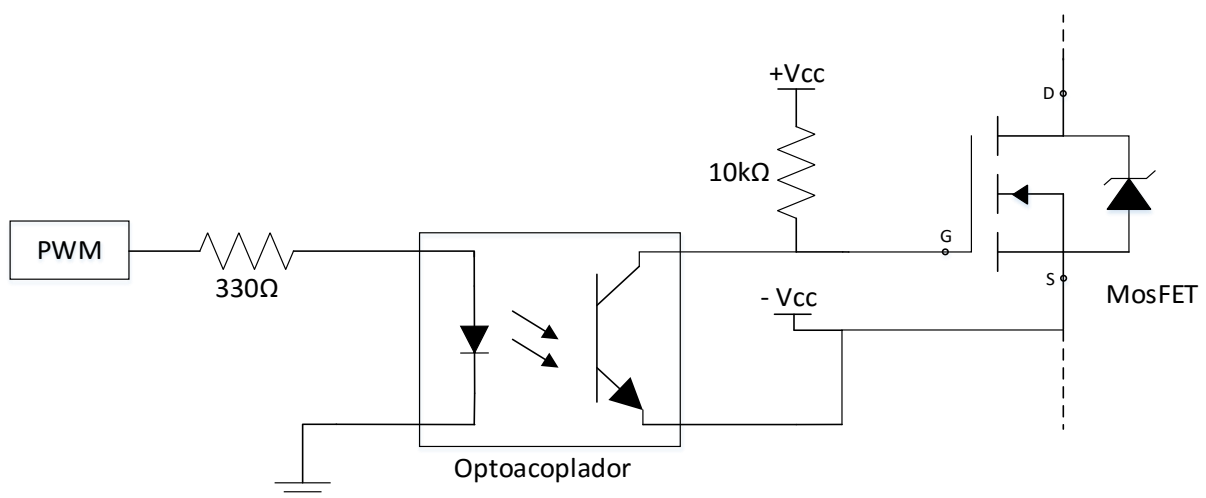 +Vcc
D
10kΩ
PWM
G
330Ω
S
- Vcc
MosFET
Optoacoplador